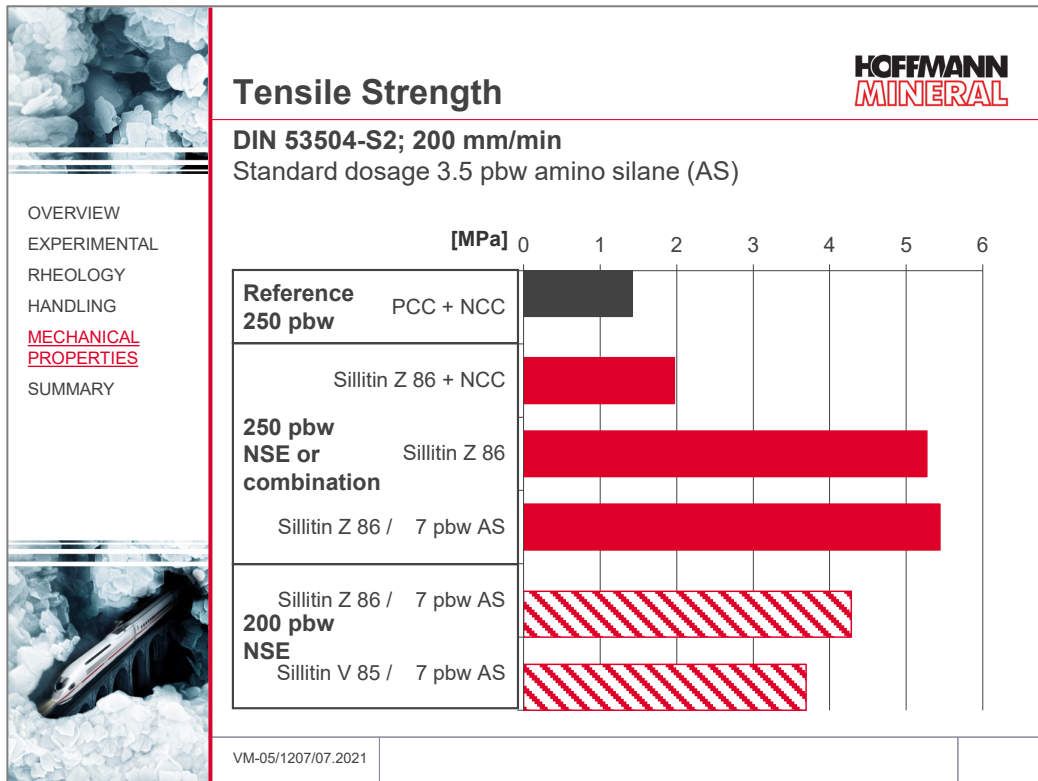 HOFFMANN
MINERAL
Tensile Strength
DIN 53504-S2; 200 mm/min
Standard dosage 3.5 pbw amino silane (AS)
OVERVIEW
EXPERIMENTAL
RHEOLOGY
HANDLING
MECHANICAL
PROPERTIES
SUMMARY
[MPa] 0 1 2 3 4 5 6
Reference
250 pbw
PCC + NCC
Sillitin Z 86 + NCC
250 pbw
NSE or
combination
Sillitin Z 86
Sillitin Z 86 / 7 pbw AS
Sillitin Z 86 / 7 pbw AS
200 pbw
NSE
Sillitin V 85 / 7 pbw AS
VM-05/1207/07.2021